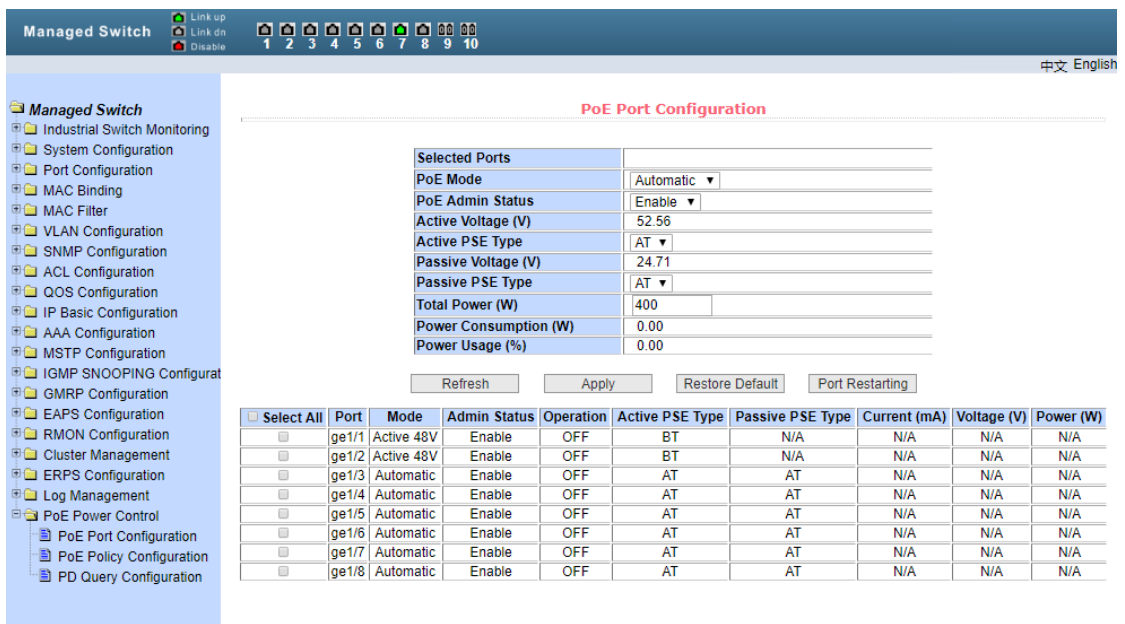 Managed Switch
Link up
Link dn
Disable
1 2 3 4 5 6 7 8 9 10
中文 English
Managed Switch
Industrial Switch Monitoring
System Configuration
Port Configuration
MAC Binding
MAC Filter
VLAN Configuration
SNMP Configuration
ACL Configuration
QOS Configuration
IP Basic Configuration
AAA Configuration
MSTP Configuration
IGMP SNOOPING Configurat
GMRP Configuration
EAPS Configuration
RMON Configuration
Cluster Management
ERPS Configuration
Log Management
PoE Power Control
PoE Port Configuration
PoE Policy Configuration
PD Query Configuration
PoE Port Configuration
Selected Ports
PoE Mode Automatic
PoE Admin Status Enable
Active Voltage (V) 52.56
Active PSE Type AT
Passive Voltage (V) 24.71
Passive PSE Type AT
Total Power (W) 400
Power Consumption (W) 0.00
Power Usage (%) 0.00
Refresh Apply Restore Default Port Restarting
Select All Port Mode Admin Status Operation Active PSE Type Passive PSE Type Current (mA) Voltage (V) Power (W)
ge1/1 Active 48V Enable OFF BT N/A N/A N/A N/A
ge1/2 Active 48V Enable OFF BT N/A N/A N/A N/A
ge1/3 Automatic Enable OFF AT AT N/A N/A N/A
ge1/4 Automatic Enable OFF AT AT N/A N/A N/A
ge1/5 Automatic Enable OFF AT AT N/A N/A N/A
ge1/6 Automatic Enable OFF AT AT N/A N/A N/A
ge1/7 Automatic Enable OFF AT AT N/A N/A N/A
ge1/8 Automatic Enable OFF AT AT N/A N/A N/A